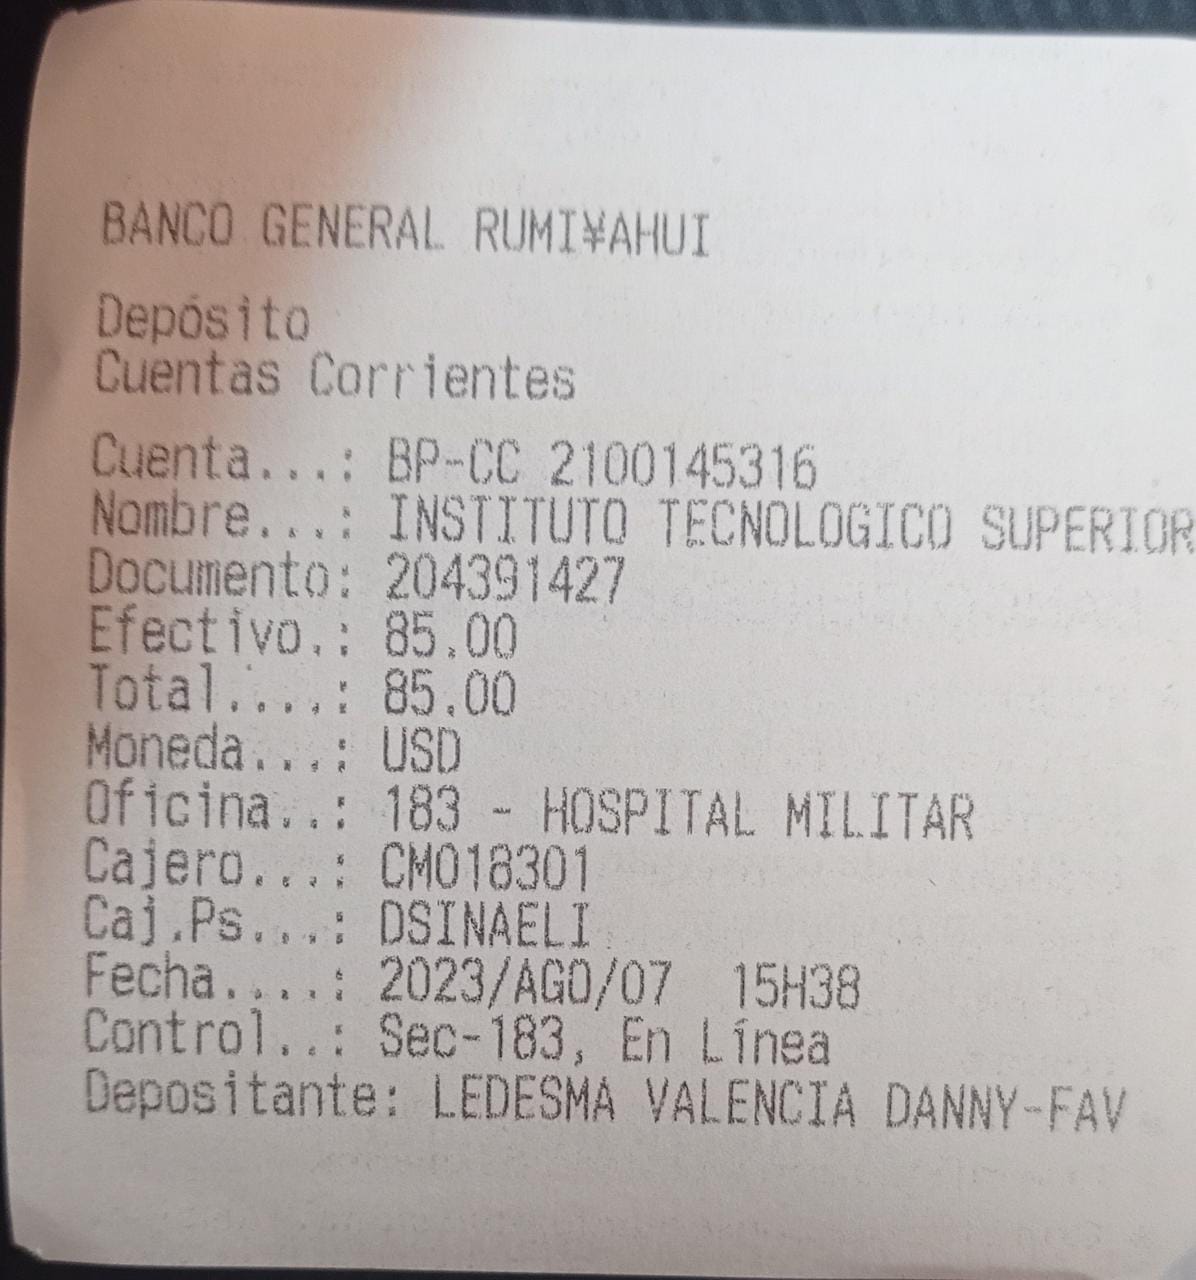 BANCO GENERAL RUMI¥AHUI
Depósito
Cuentas Corrientes
Cuenta...: BP-CC 2100145316
Nombre...: INSTITUTO TECNOLOGICO SUPERIOR
Documento: 204391427
Efectivo.: 85.00
Total....: 85.00
Moneda...: USD
Oficina..: 183 - HOSPITAL MILITAR
Cajero...: CM018301
Caj.Ps...: DSINAELI
Fecha....: 2023/AGO/07  15H38
Control..: Sec-183, En Línea
Depositante: LEDESMA VALENCIA DANNY-FAV